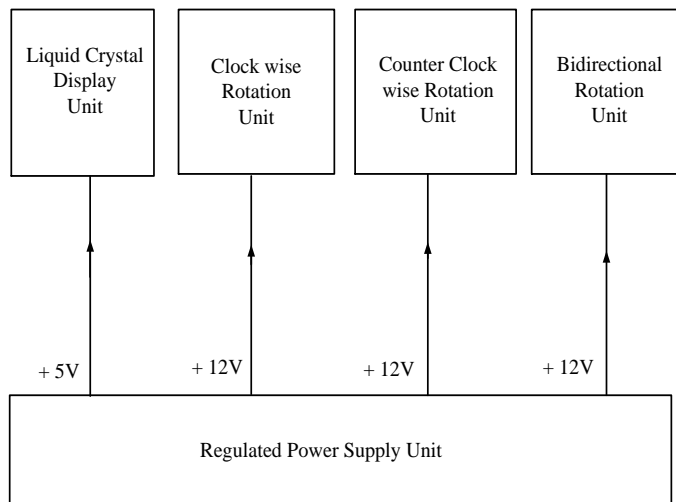 Liquid Crystal
Display
Unit
Clock wise
Rotation
Unit
Counter Clock
wise Rotation
Unit
Bidirectional
Rotation
Unit
+ 5V
+ 12V
+ 12V
+ 12V
Regulated Power Supply Unit